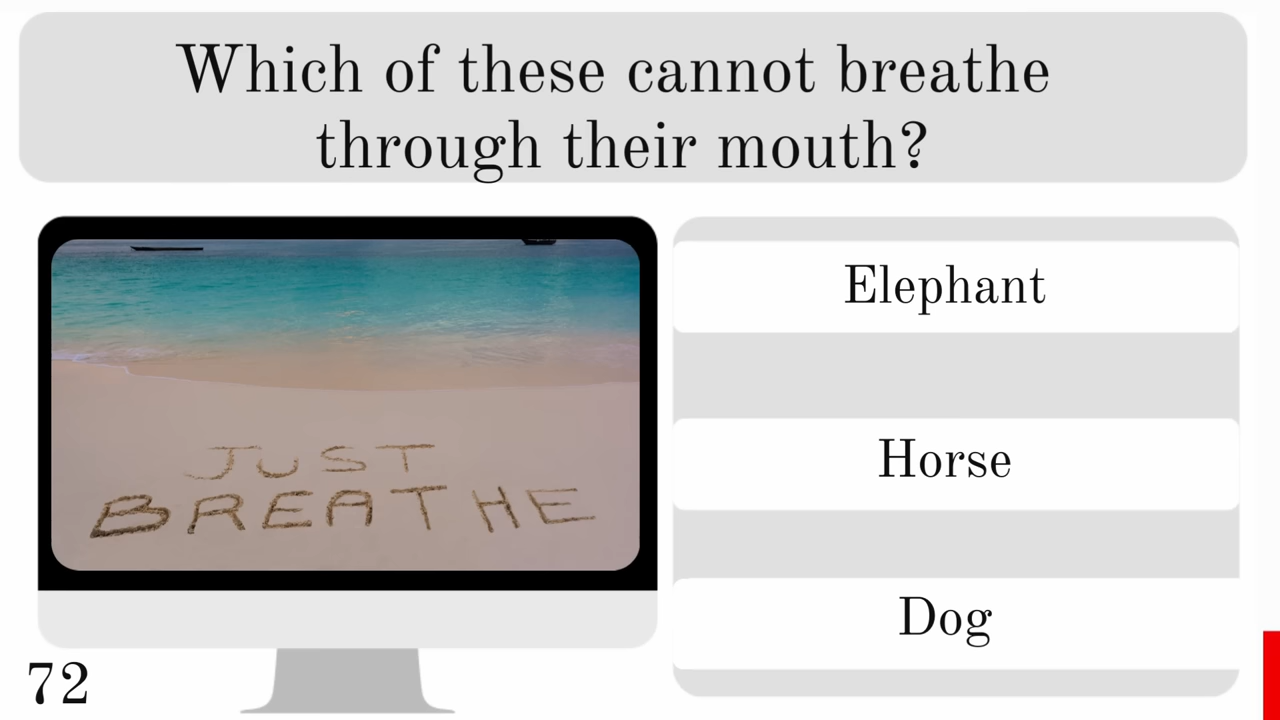 Which of these cannot breathe
through their mouth?
JUST
BREATHE
Elephant
Horse
Dog
72